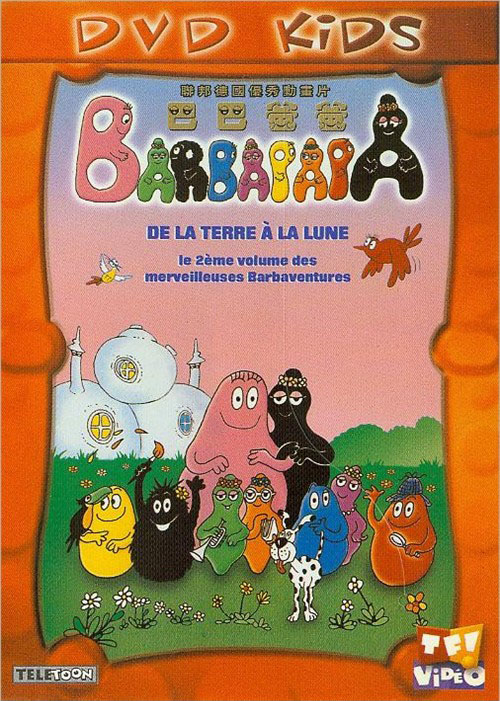 DVD KiDS
聯邦德國優秀動畫片
巴巴爸爸
BARBAPAPA
DE LA TERRE À LA LUNE
le 2ème volume des
merveilleuses Barbaventures
TELETOON
TF!
ViDÉO